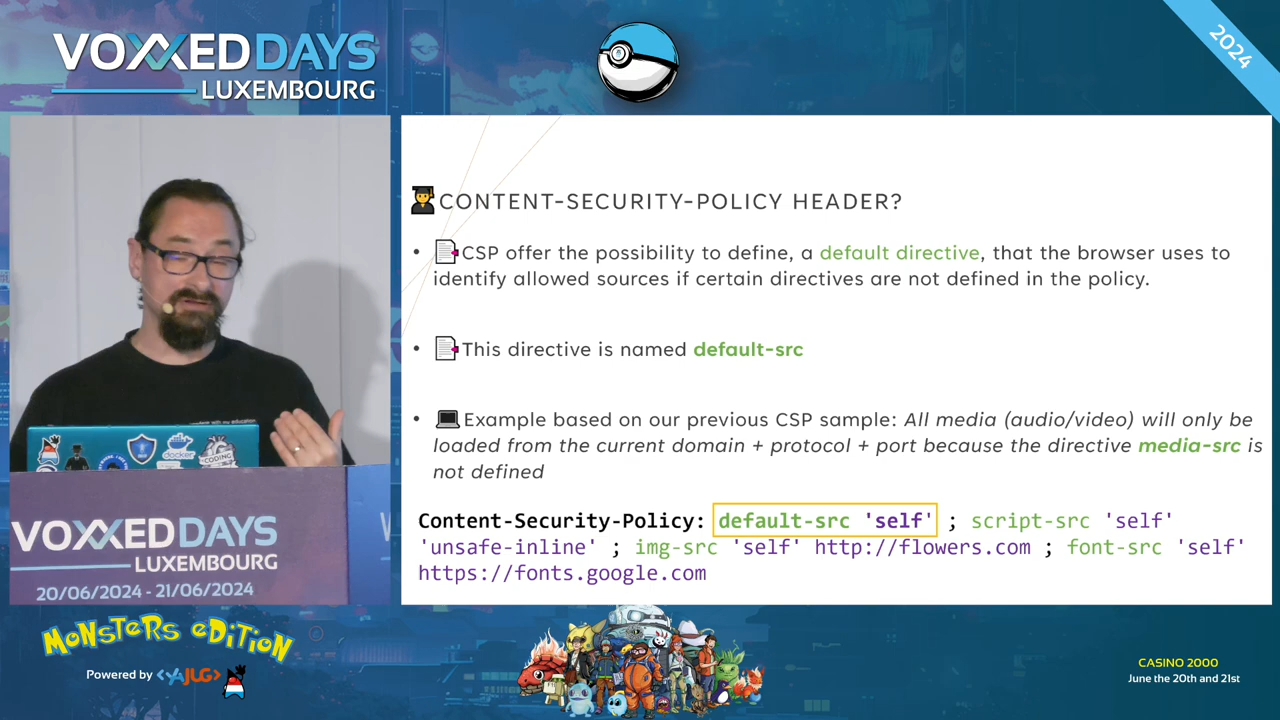 VOXXED DAYS
LUXEMBOURG
2024
CONTENT-SECURITY-POLICY HEADER?
• CSP offer the possibility to define, a default directive, that the browser uses to
identify allowed sources if certain directives are not defined in the policy.
• This directive is named default-src
• Example based on our previous CSP sample: All media (audio/video) will only be
loaded from the current domain + protocol + port because the directive media-src is
not defined
Content-Security-Policy: default-src 'self' ; script-src 'self'
'unsafe-inline' ; img-src 'self' http://flowers.com ; font-src 'self'
https://fonts.google.com
docker
CODING
VOXXED DAYS
LUXEMBOURG
20/06/2024 - 21/06/2024
MONSTERS EDITION
Powered by <YAJUG>
CASINO 2000
June the 20th and 21st